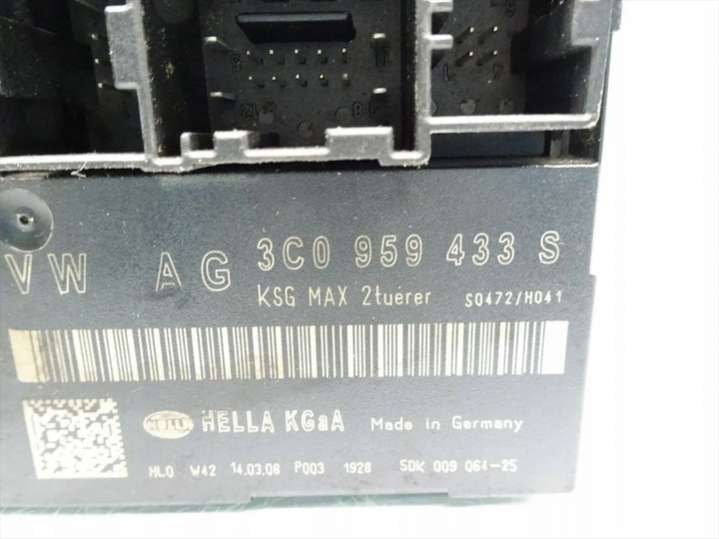 VW AG 3C0 959 433 S
KSG MAX 2tuerer S0472/H041
HELLA HELLA KGaA Made in Germany
HLO W42 14.03.08 P003 1928 5DK 009 064-25